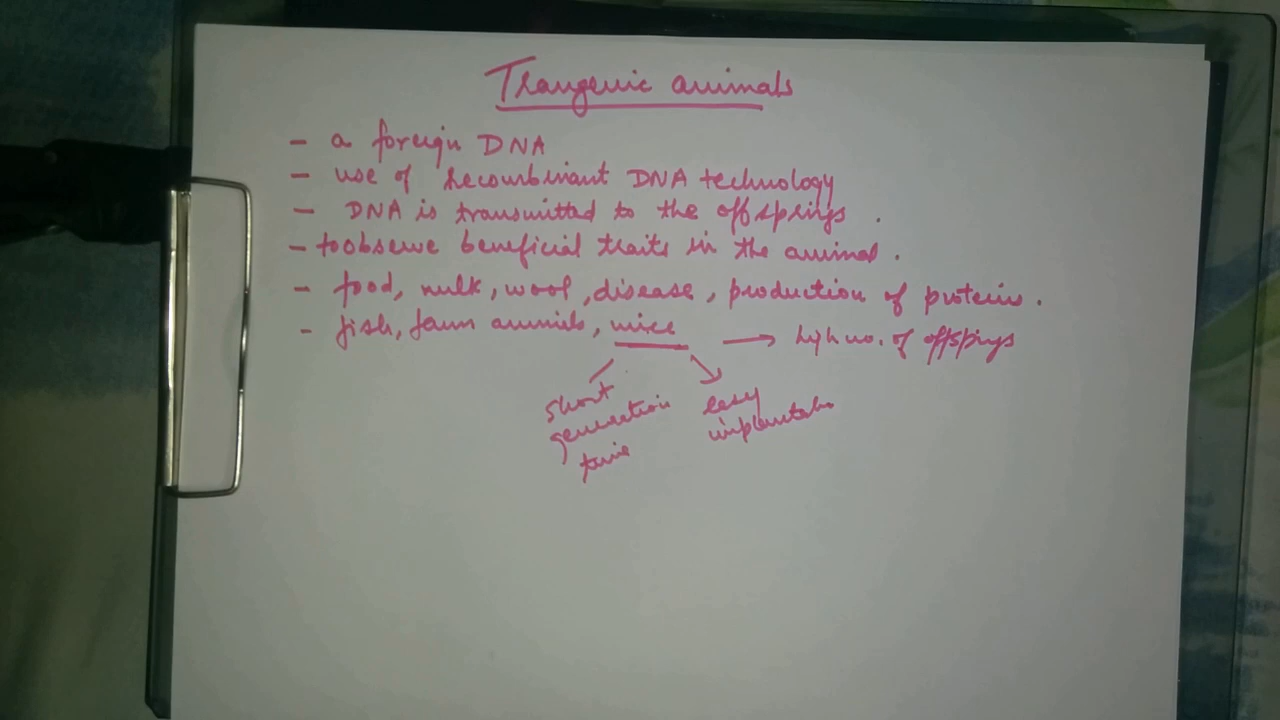 Trangenic animals
- a foreign DNA
- use of recombinant DNA technology
- DNA is transmitted to the offsprings .
- to observe beneficial traits in the animal .
- food, milk, wool, disease, production of proteins .
- fish, farm animals, mice → high no. of offsprings
short generation time
easy